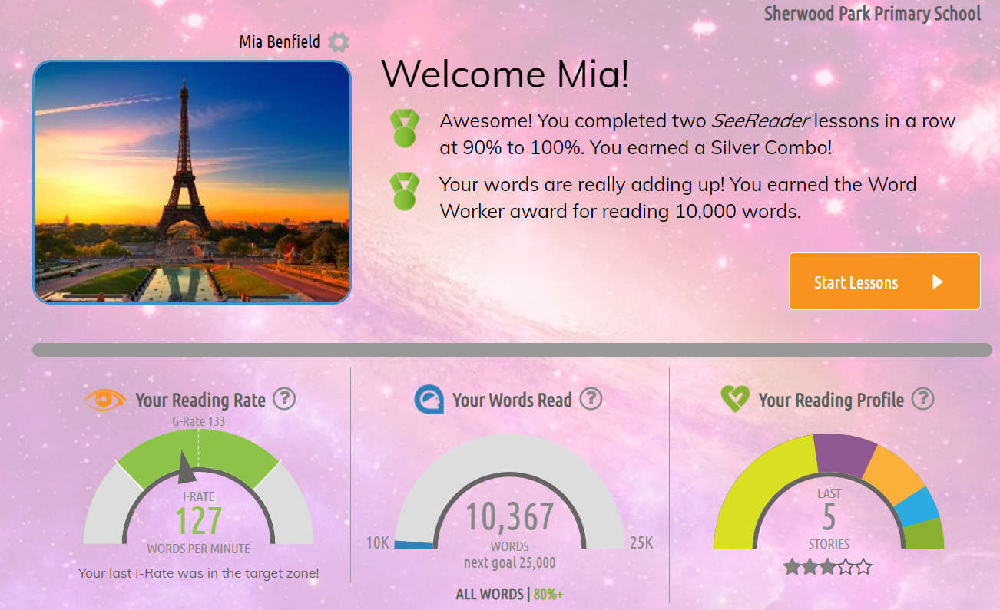 Sherwood Park Primary School
Mia Benfield
Welcome Mia!
Awesome! You completed two SeeReader lessons in a row
at 90% to 100%. You earned a Silver Combo!
Your words are really adding up! You earned the Word
Worker award for reading 10,000 words.
Start Lessons
Your Reading Rate ?
G-Rate 133
I-RATE
127
WORDS PER MINUTE
Your last I-Rate was in the target zone!
Your Words Read ?
10,367
10K
25K
WORDS
next goal 25,000
ALL WORDS | 80%+
Your Reading Profile ?
LAST
5
STORIES